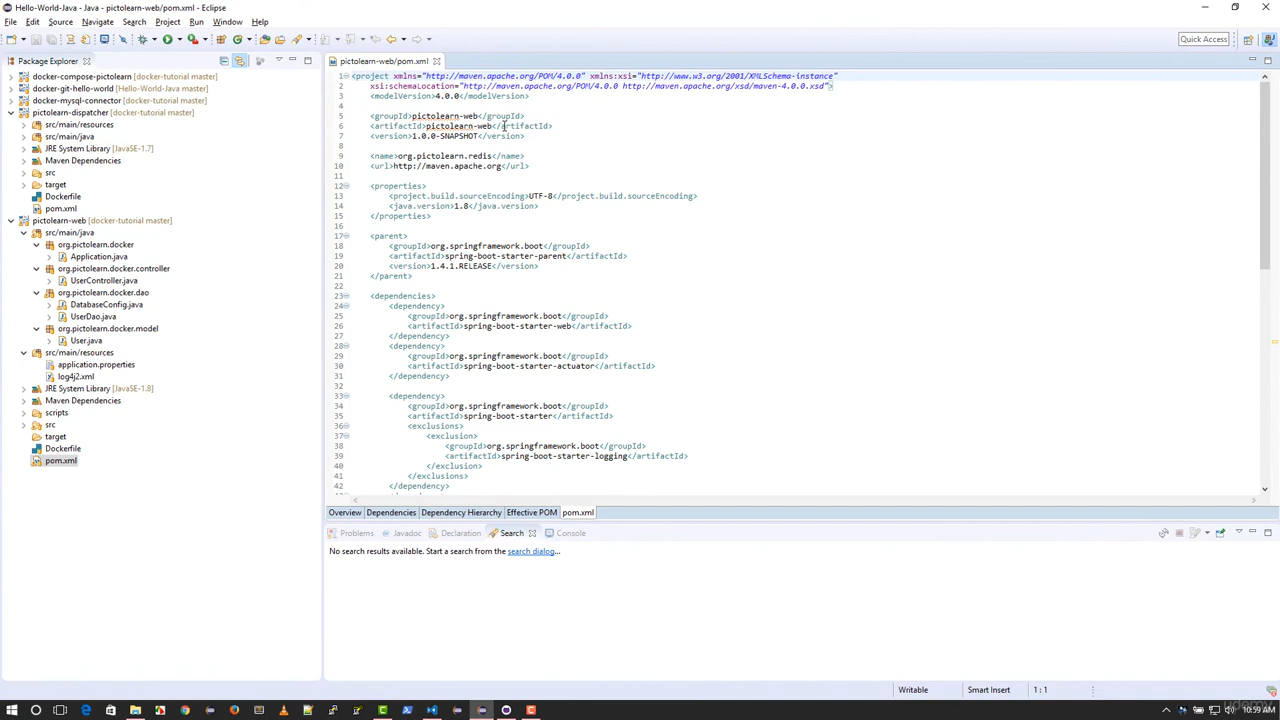 Hello-World-Java - Java - pictolearn-web/pom.xml - Eclipse
File Edit Source Navigate Search Project Run Window Help
Quick Access
Package Explorer
docker-compose-pictolearn [docker-tutorial master]
docker-git-hello-world [docker-tutorial master]
docker-mysql-connector [docker-tutorial master]
pictolearn-dispatcher [docker-tutorial master]
src/main/resources
src/main/java
JRE System Library [JavaSE-1.7]
Maven Dependencies
src
target
Dockerfile
pom.xml
pictolearn-web [docker-tutorial master]
src/main/java
org.pictolearn.docker
Application.java
org.pictolearn.docker.controller
UserController.java
org.pictolearn.docker.dao
DatabaseConfig.java
UserDao.java
org.pictolearn.docker.model
User.java
src/main/resources
application.properties
log4j2.xml
JRE System Library [JavaSE-1.8]
Maven Dependencies
scripts
src
target
Dockerfile
pom.xml
pictolearn-web/pom.xml
1 <project xmlns="http://maven.apache.org/POM/4.0.0" xmlns:xsi="http://www.w3.org/2001/XMLSchema-instance"
2 xsi:schemaLocation="http://maven.apache.org/POM/4.0.0 http://maven.apache.org/xsd/maven-4.0.0.xsd">
3 <modelVersion>4.0.0</modelVersion>
4
5 <groupId>pictolearn-web</groupId>
6 <artifactId>pictolearn-web</artifactId>
7 <version>1.0.0-SNAPSHOT</version>
8
9 <name>org.pictolearn.redis</name>
10 <url>http://maven.apache.org</url>
11
12 <properties>
13 <project.build.sourceEncoding>UTF-8</project.build.sourceEncoding>
14 <java.version>1.8</java.version>
15 </properties>
16
17 <parent>
18 <groupId>org.springframework.boot</groupId>
19 <artifactId>spring-boot-starter-parent</artifactId>
20 <version>1.4.1.RELEASE</version>
21 </parent>
22
23 <dependencies>
24 <dependency>
25 <groupId>org.springframework.boot</groupId>
26 <artifactId>spring-boot-starter-web</artifactId>
27 </dependency>
28 <dependency>
29 <groupId>org.springframework.boot</groupId>
30 <artifactId>spring-boot-starter-actuator</artifactId>
31 </dependency>
32
33 <dependency>
34 <groupId>org.springframework.boot</groupId>
35 <artifactId>spring-boot-starter</artifactId>
36 <exclusions>
37 <exclusion>
38 <groupId>org.springframework.boot</groupId>
39 <artifactId>spring-boot-starter-logging</artifactId>
40 </exclusion>
41 </exclusions>
42 </dependency>
Overview Dependencies Dependency Hierarchy Effective POM pom.xml
Problems Javadoc Declaration Search Console
No search results available. Start a search from the search dialog...
Writable Smart Insert 1 : 1
10:59 AM
udemy